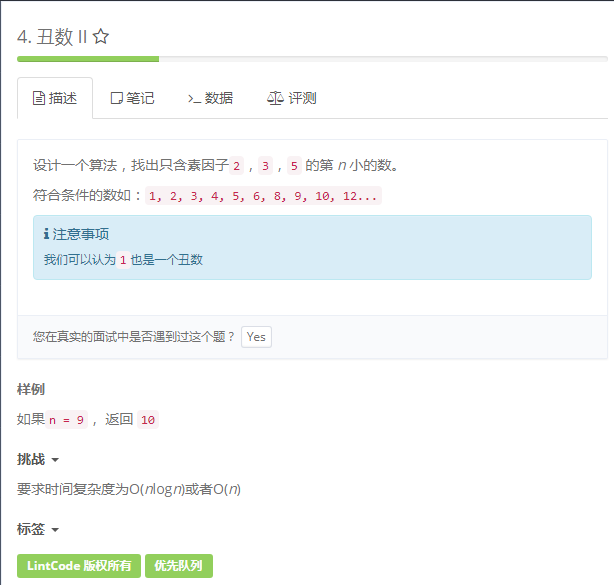 4. 丑数 II ☆
描述 笔记 数据 评测
设计一个算法，找出只含素因子 2 ， 3 ， 5 的第 n 小的数。
符合条件的数如： 1, 2, 3, 4, 5, 6, 8, 9, 10, 12...
注意事项
我们可以认为 1 也是一个丑数
您在真实的面试中是否遇到过这个题？ Yes
样例
如果 n = 9 ， 返回 10
挑战
要求时间复杂度为O(nlogn)或者O(n)
标签
LintCode 版权所有 优先队列